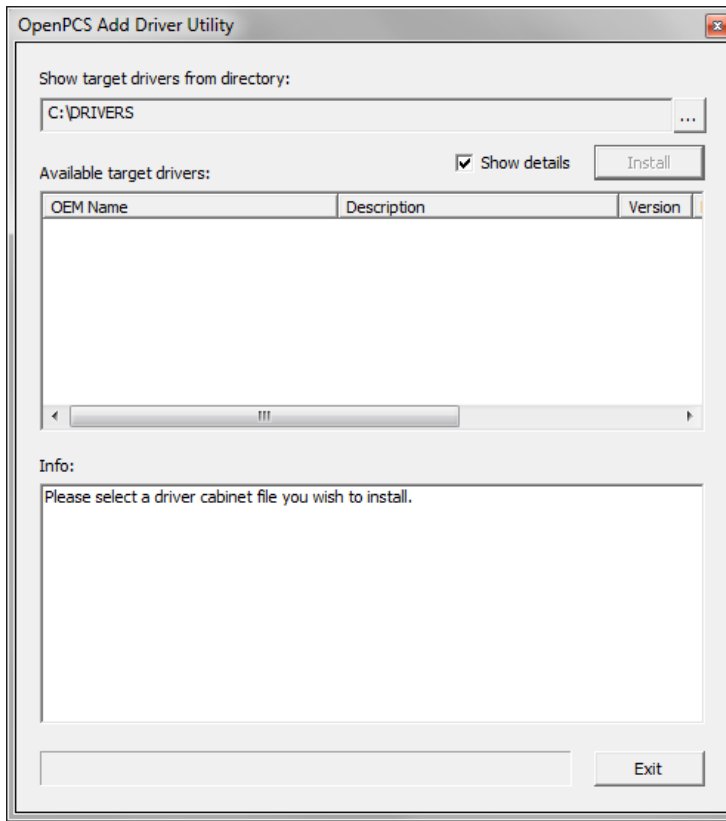 OpenPCS Add Driver Utility
Show target drivers from directory:
C:\DRIVERS
...
Show details
Install
Available target drivers:
OEM Name
Description
Version
Info:
Please select a driver cabinet file you wish to install.
Exit